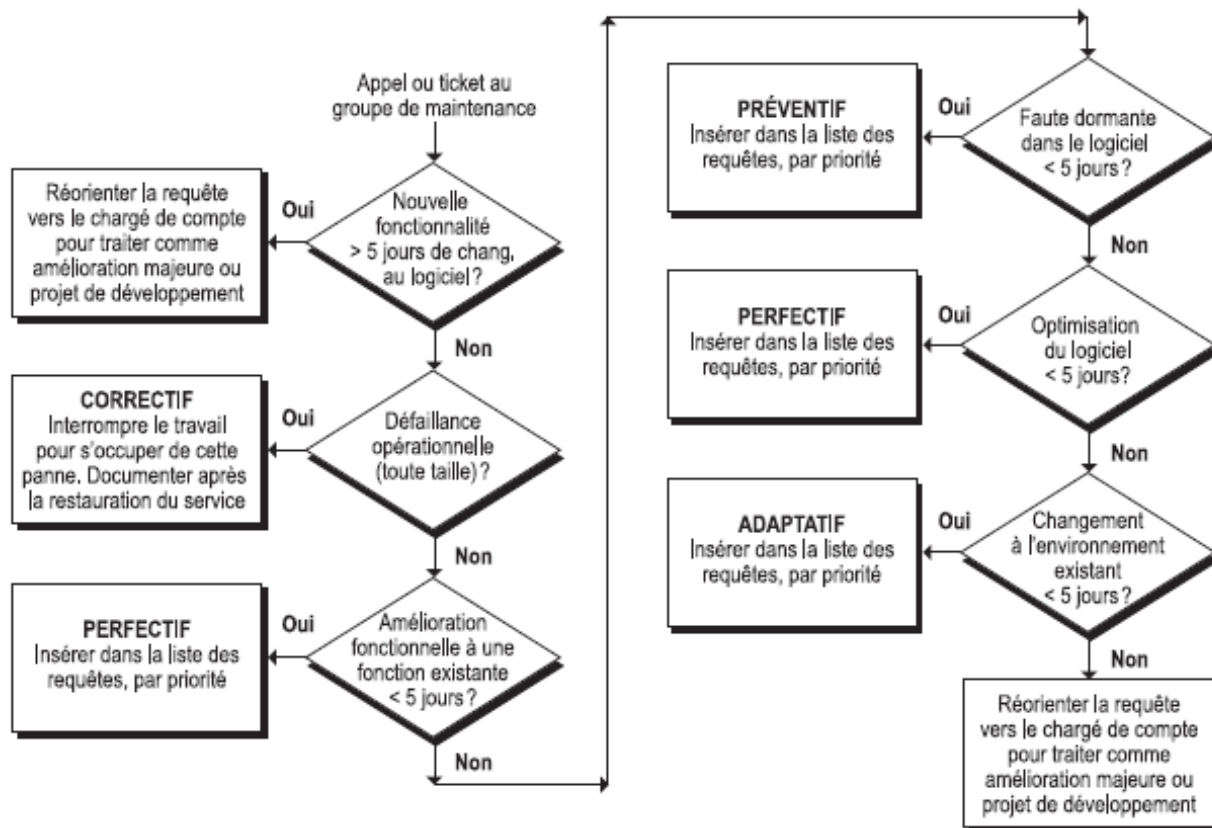 Appel ou ticket au
groupe de maintenance
Nouvelle
fonctionnalité
> 5 jours de chang.
au logiciel ?
Oui
Réorienter la requête
vers le chargé de compte
pour traiter comme
amélioration majeure ou
projet de développement
Non
Défaillance
opérationnelle
(toute taille) ?
Oui
CORRECTIF
Interrompre le travail
pour s'occuper de cette
panne. Documenter après
la restauration du service
Non
Amélioration
fonctionnelle à une
fonction existante
< 5 jours ?
Oui
PERFECTIF
Insérer dans la liste des
requêtes, par priorité
Non
Faute dormante
dans le logiciel
< 5 jours ?
Oui
PRÉVENTIF
Insérer dans la liste des
requêtes, par priorité
Non
Optimisation
du logiciel
< 5 jours?
Oui
PERFECTIF
Insérer dans la liste des
requêtes, par priorité
Non
Changement
à l'environnement
existant
< 5 jours ?
Oui
ADAPTATIF
Insérer dans la liste des
requêtes, par priorité
Non
Réorienter la requête
vers le chargé de compte
pour traiter comme
amélioration majeure ou
projet de développement